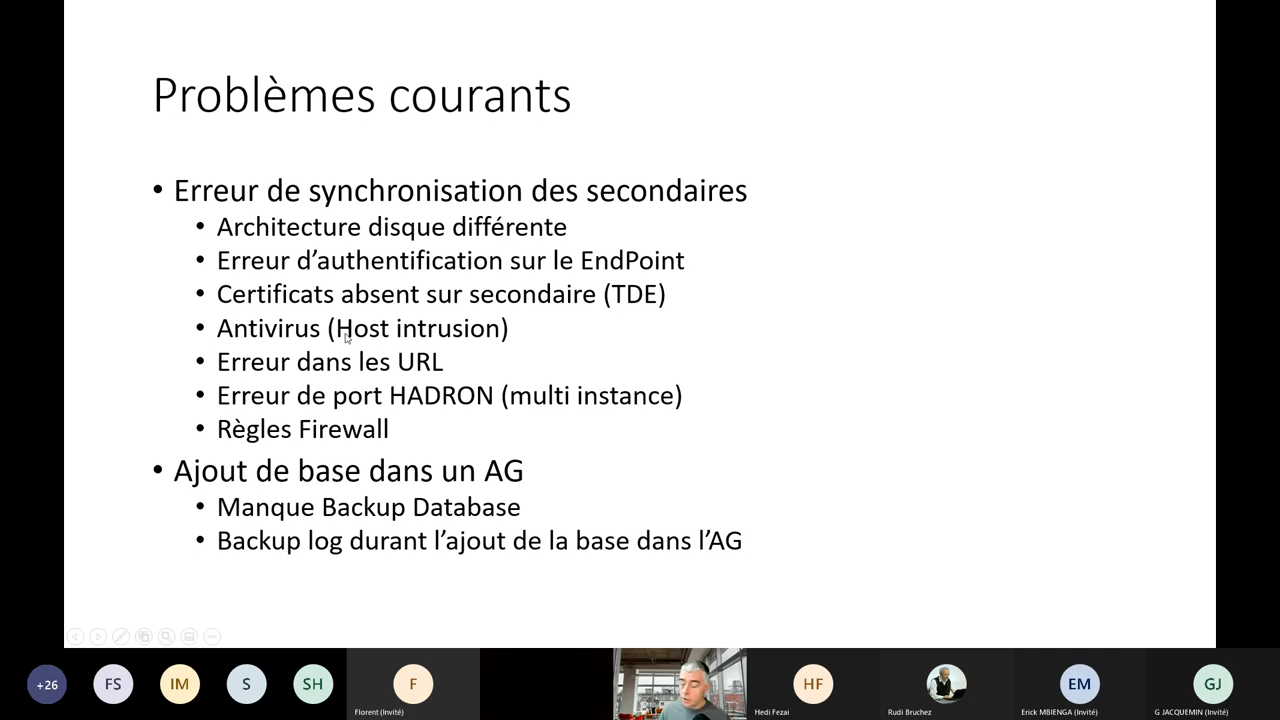 Problèmes courants
• Erreur de synchronisation des secondaires
• Architecture disque différente
• Erreur d’authentification sur le EndPoint
• Certificats absent sur secondaire (TDE)
• Antivirus (Host intrusion)
• Erreur dans les URL
• Erreur de port HADRON (multi instance)
• Règles Firewall
• Ajout de base dans un AG
• Manque Backup Database
• Backup log durant l’ajout de la base dans l’AG
+26 FS IM S SH F HF EM GJ
Florent (Invité) Hedi Fezai Rudi Bruchez Erick MBIENGA (Invité) G JACQUEMIN (Invité)